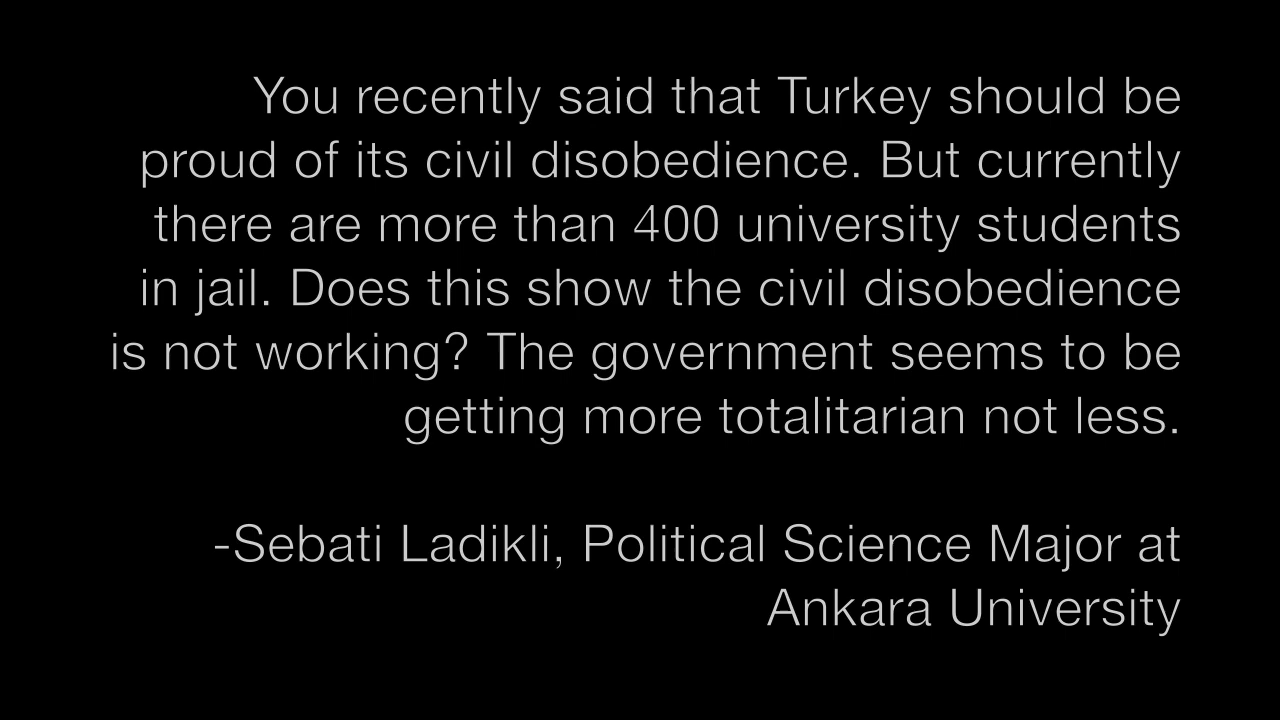 You recently said that Turkey should be
proud of its civil disobedience. But currently
there are more than 400 university students
in jail. Does this show the civil disobedience
is not working? The government seems to be
getting more totalitarian not less.
-Sebati Ladikli, Political Science Major at
Ankara University